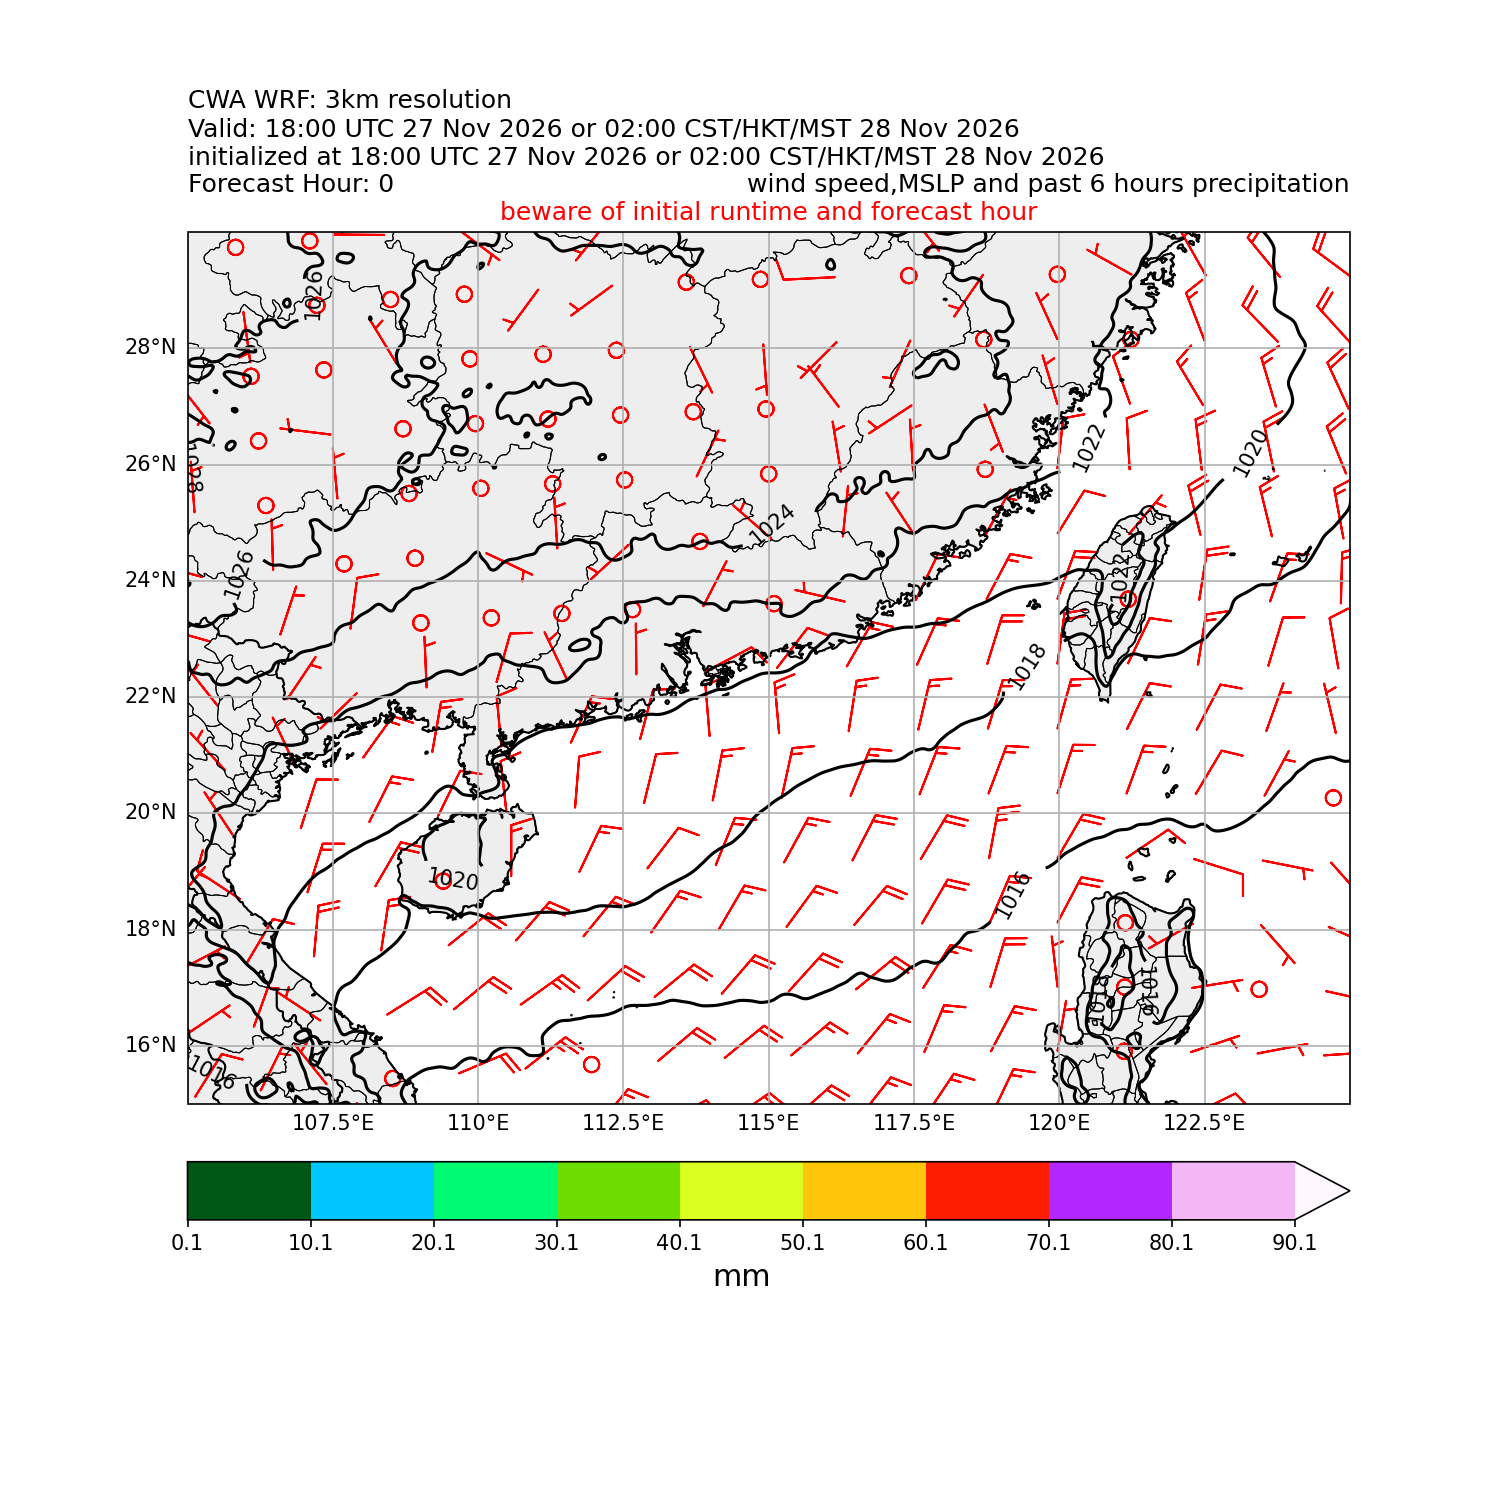 CWA WRF: 3km resolution
Valid: 18:00 UTC 27 Nov 2026 or 02:00 CST/HKT/MST 28 Nov 2026
initialized at 18:00 UTC 27 Nov 2026 or 02:00 CST/HKT/MST 28 Nov 2026
Forecast Hour: 0 wind speed,MSLP and past 6 hours precipitation
beware of initial runtime and forecast hour
1026
28°N
1022
1020
26°N
1024
1026
1022
24°N
1018
22°N
20°N
1020
1016
18°N
1018
1016
16°N
1016
107.5°E 110°E 112.5°E 115°E 117.5°E 120°E 122.5°E
0.1 10.1 20.1 30.1 40.1 50.1 60.1 70.1 80.1 90.1
mm